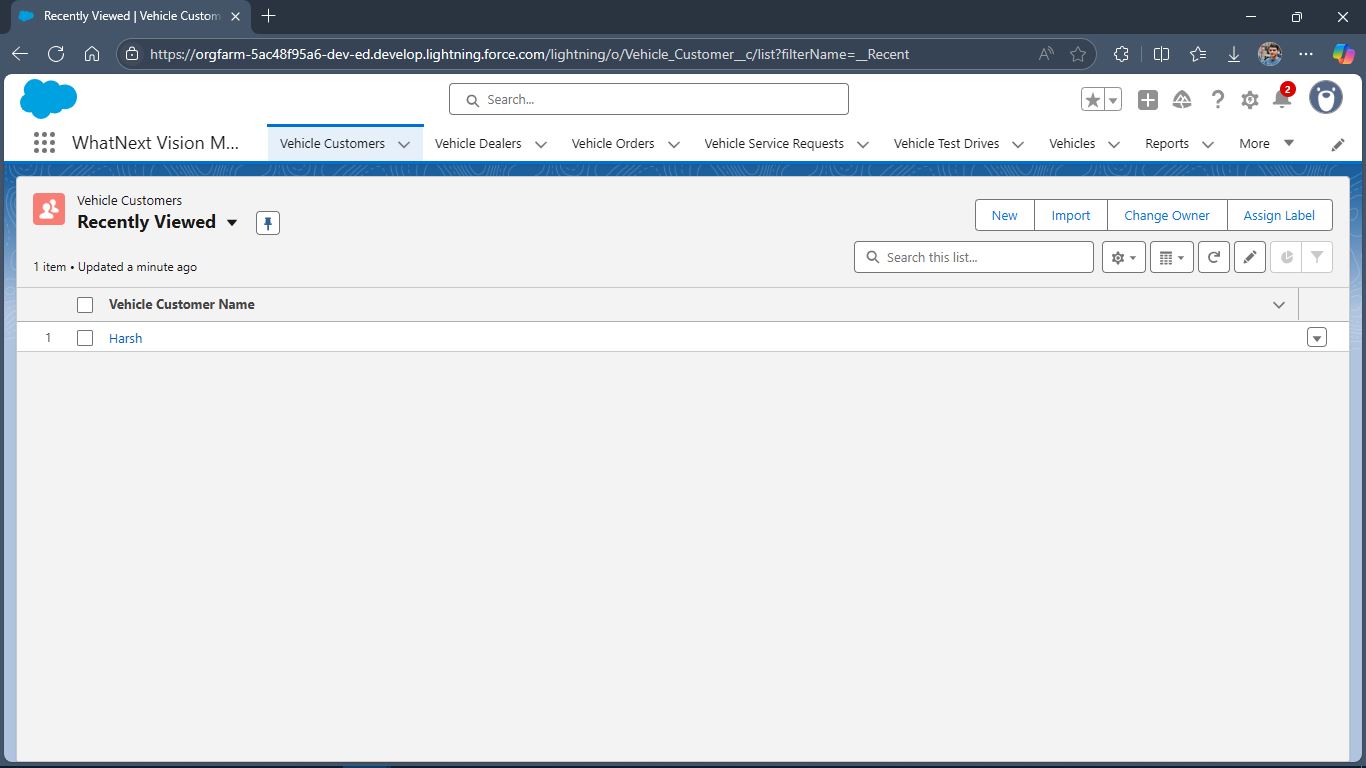 Recently Viewed | Vehicle Custom
https://orgfarm-5ac48f95a6-dev-ed.develop.lightning.force.com/lightning/o/Vehicle_Customer__c/list?filterName=__Recent
Search...
2
WhatNext Vision M...
Vehicle Customers
Vehicle Dealers
Vehicle Orders
Vehicle Service Requests
Vehicle Test Drives
Vehicles
Reports
More
Vehicle Customers
Recently Viewed
New
Import
Change Owner
Assign Label
1 item • Updated a minute ago
Search this list...
Vehicle Customer Name
1
Harsh